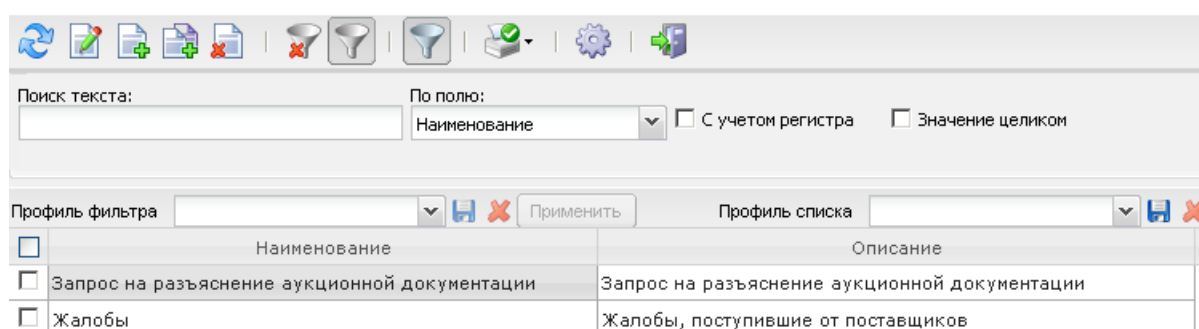 Поиск текста: По полю:
Наименование С учетом регистра Значение целиком
Профиль фильтра Применить Профиль списка
Наименование Описание
Запрос на разъяснение аукционной документации Запрос на разъяснение аукционной документации
Жалобы Жалобы, поступившие от поставщиков